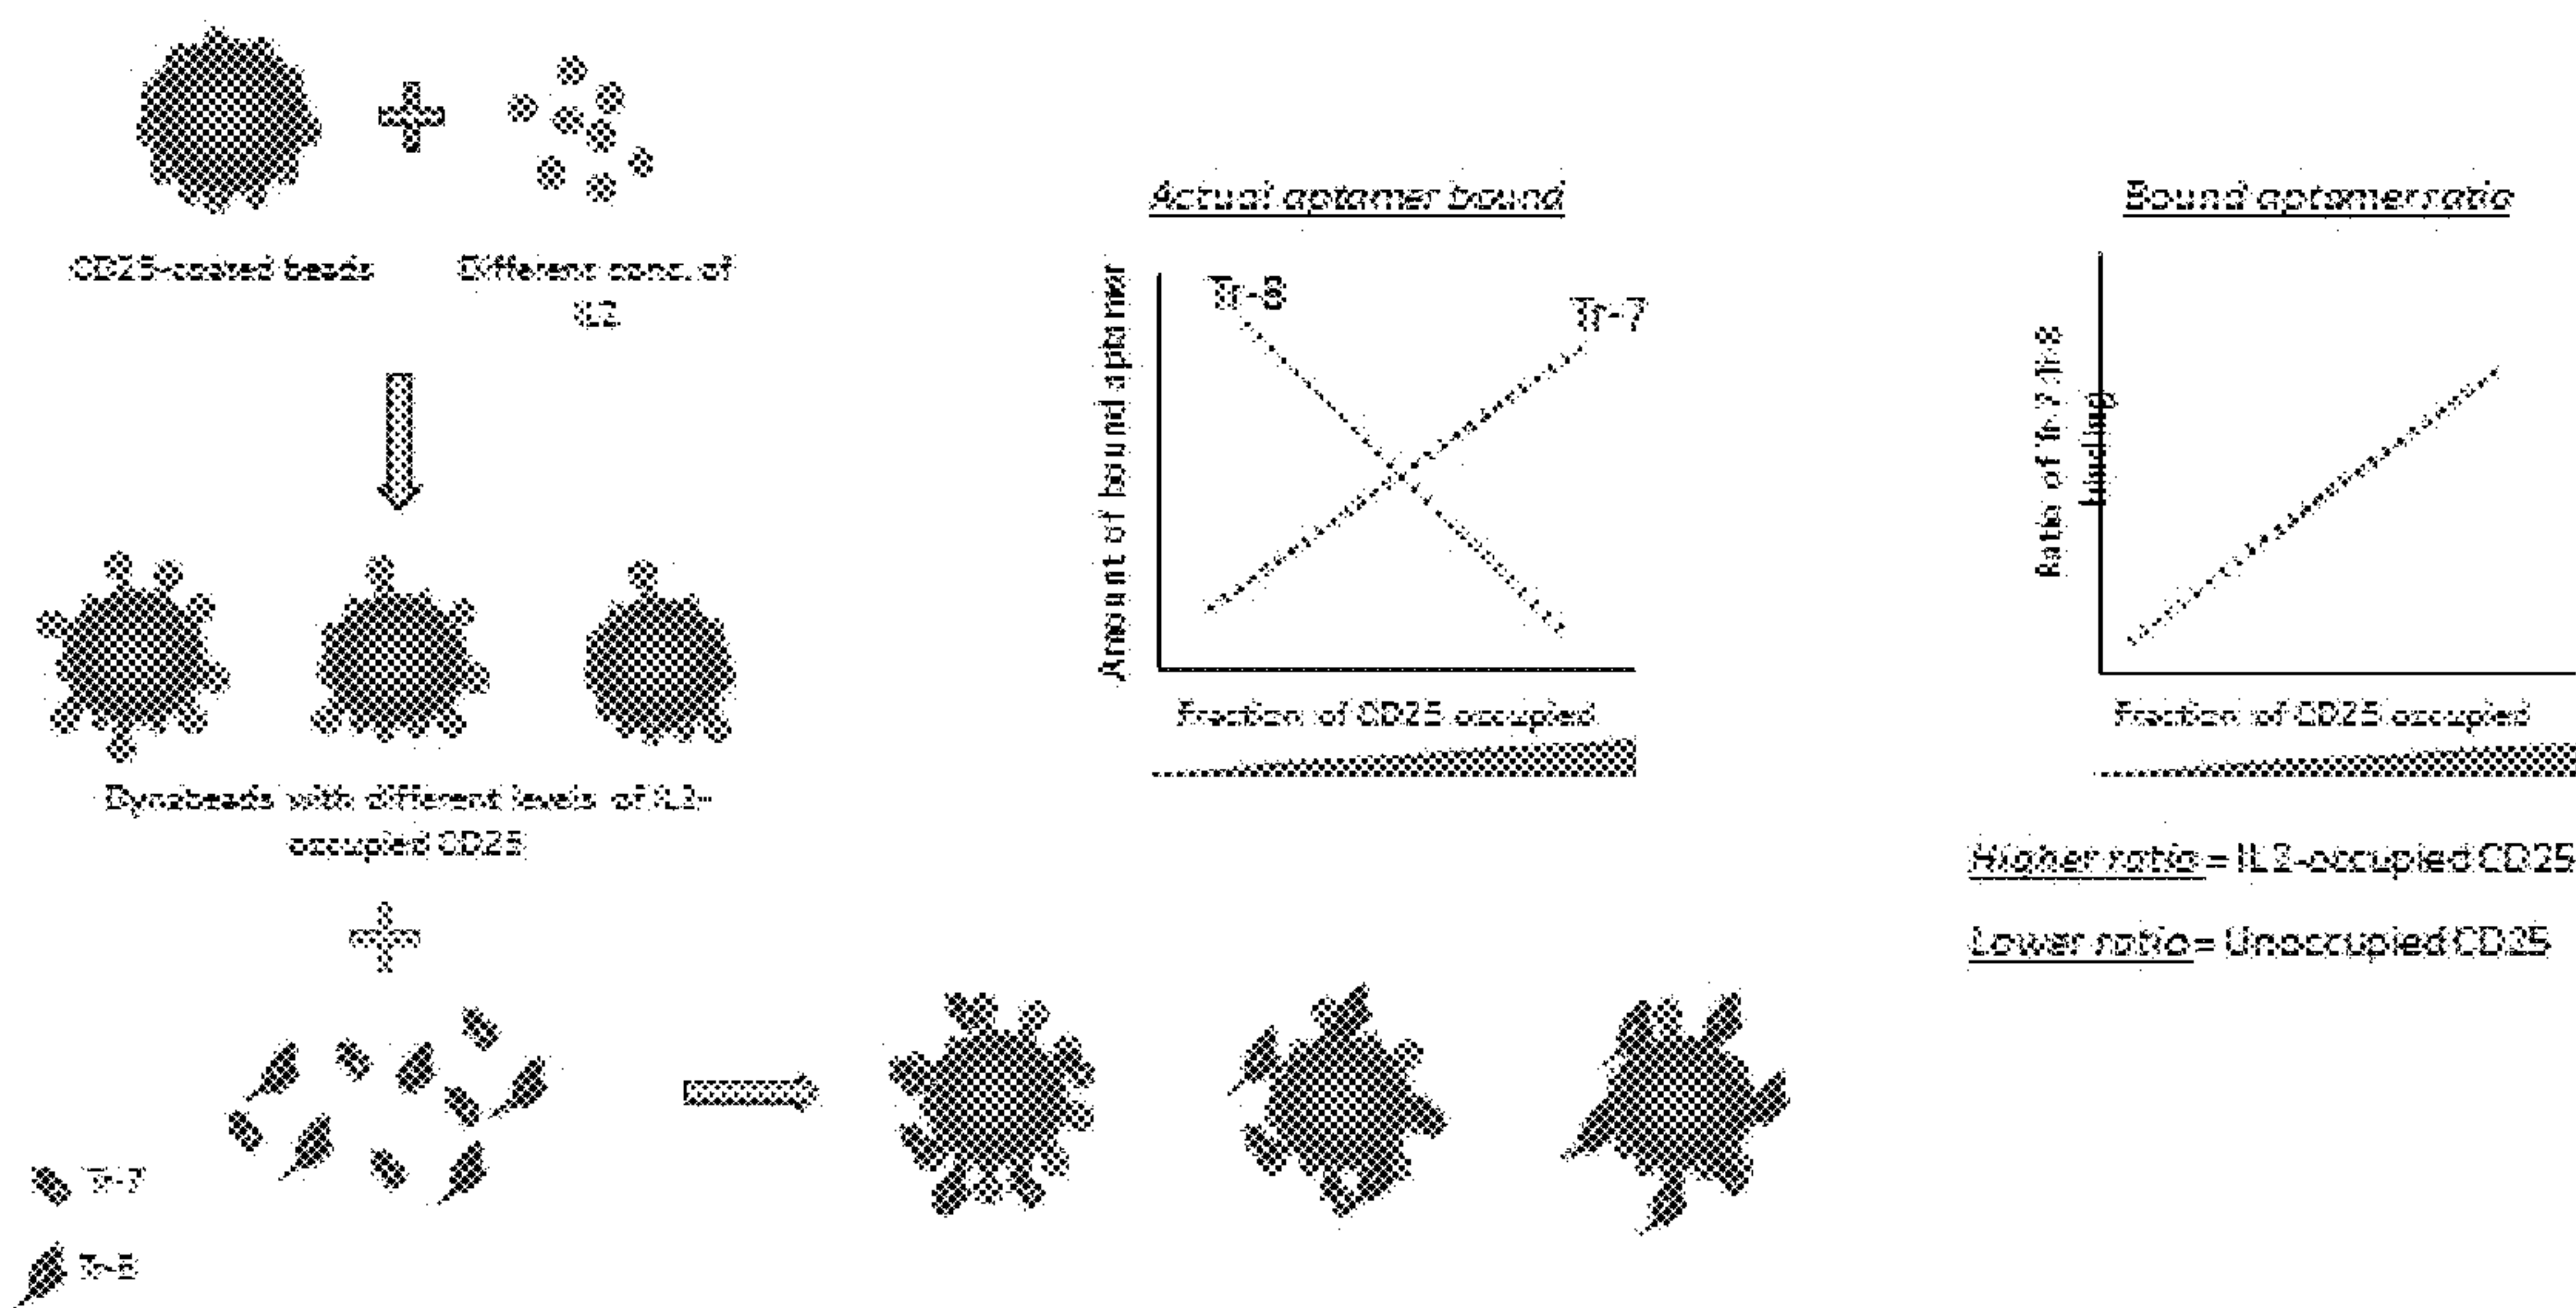 CD25-coated beads
Different conc. of
IL2
Dynabeads with different levels of IL2-
occupied CD25
Tr-7
Tr-8
Actual aptamer bound
Amount of bound aptamer
Tr-8
Tr-7
Fraction of CD25 occupied
Bound aptamer ratio
Ratio of Tr-7:Tr-8
binding
Fraction of CD25 occupied
Higher ratio = IL2-occupied CD25
Lower ratio = Unoccupied CD25